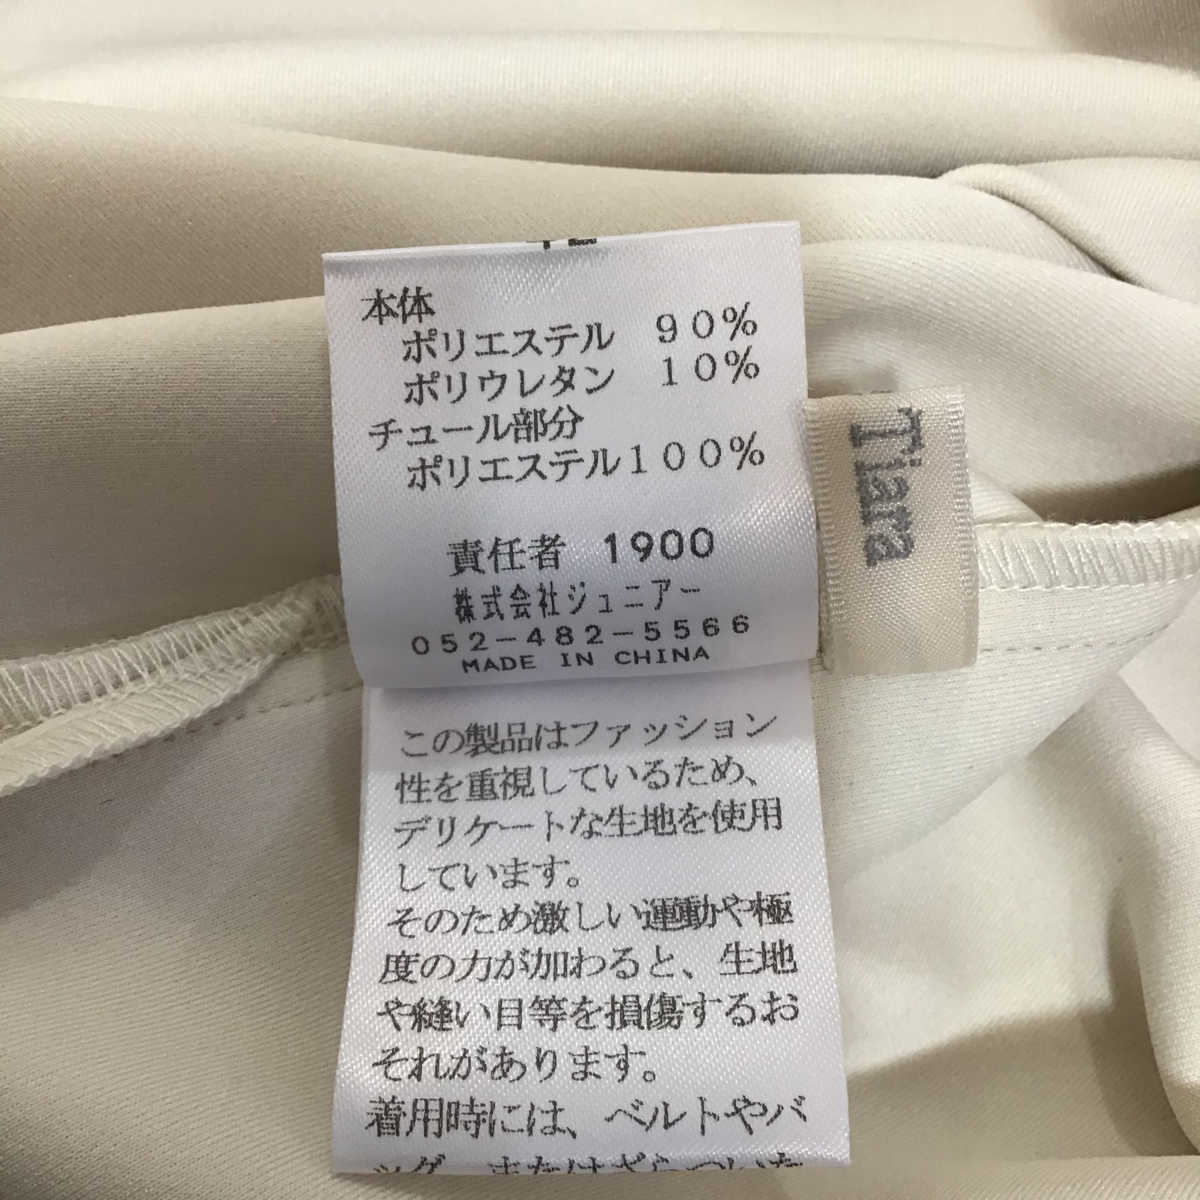 本体
ポリエステル 90%
ポリウレタン 10%
チュール部分
ポリエステル100%
責任者 1900
株式会社ジュニアー
052-482-5566
MADE IN CHINA
Tiara
この製品はファッション
性を重視しているため、
デリケートな生地を使用
しています。
そのため激しい運動や極
度の力が加わると、生地
や縫い目等を損傷するお
それがあります。
着用時には、ベルトやバ